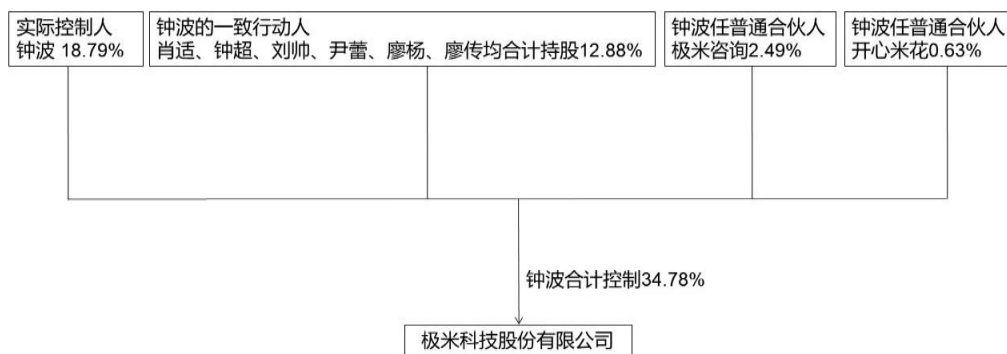 实际控制人
钟波 18.79%
钟波的一致行动人
肖适、钟超、刘帅、尹蕾、廖杨、廖传均合计持股12.88%
钟波任普通合伙人
极米咨询2.49%
钟波任普通合伙人
开心米花0.63%
钟波合计控制34.78%
极米科技股份有限公司